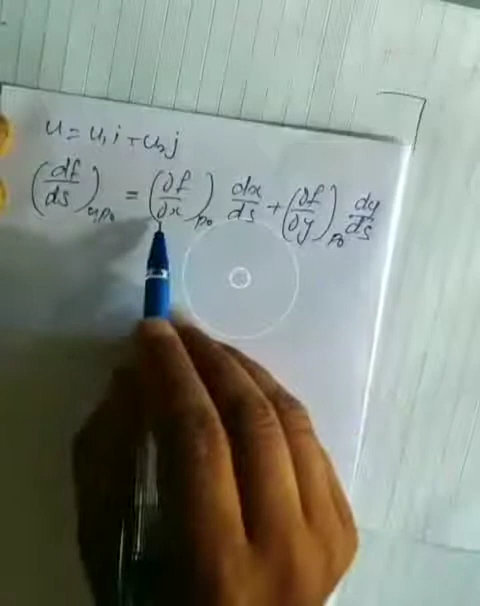 u = u₁i + u₂j
(df/ds)u,p₀ = (∂f/∂x)p₀ dx/ds + (∂f/∂y)p₀ dy/ds